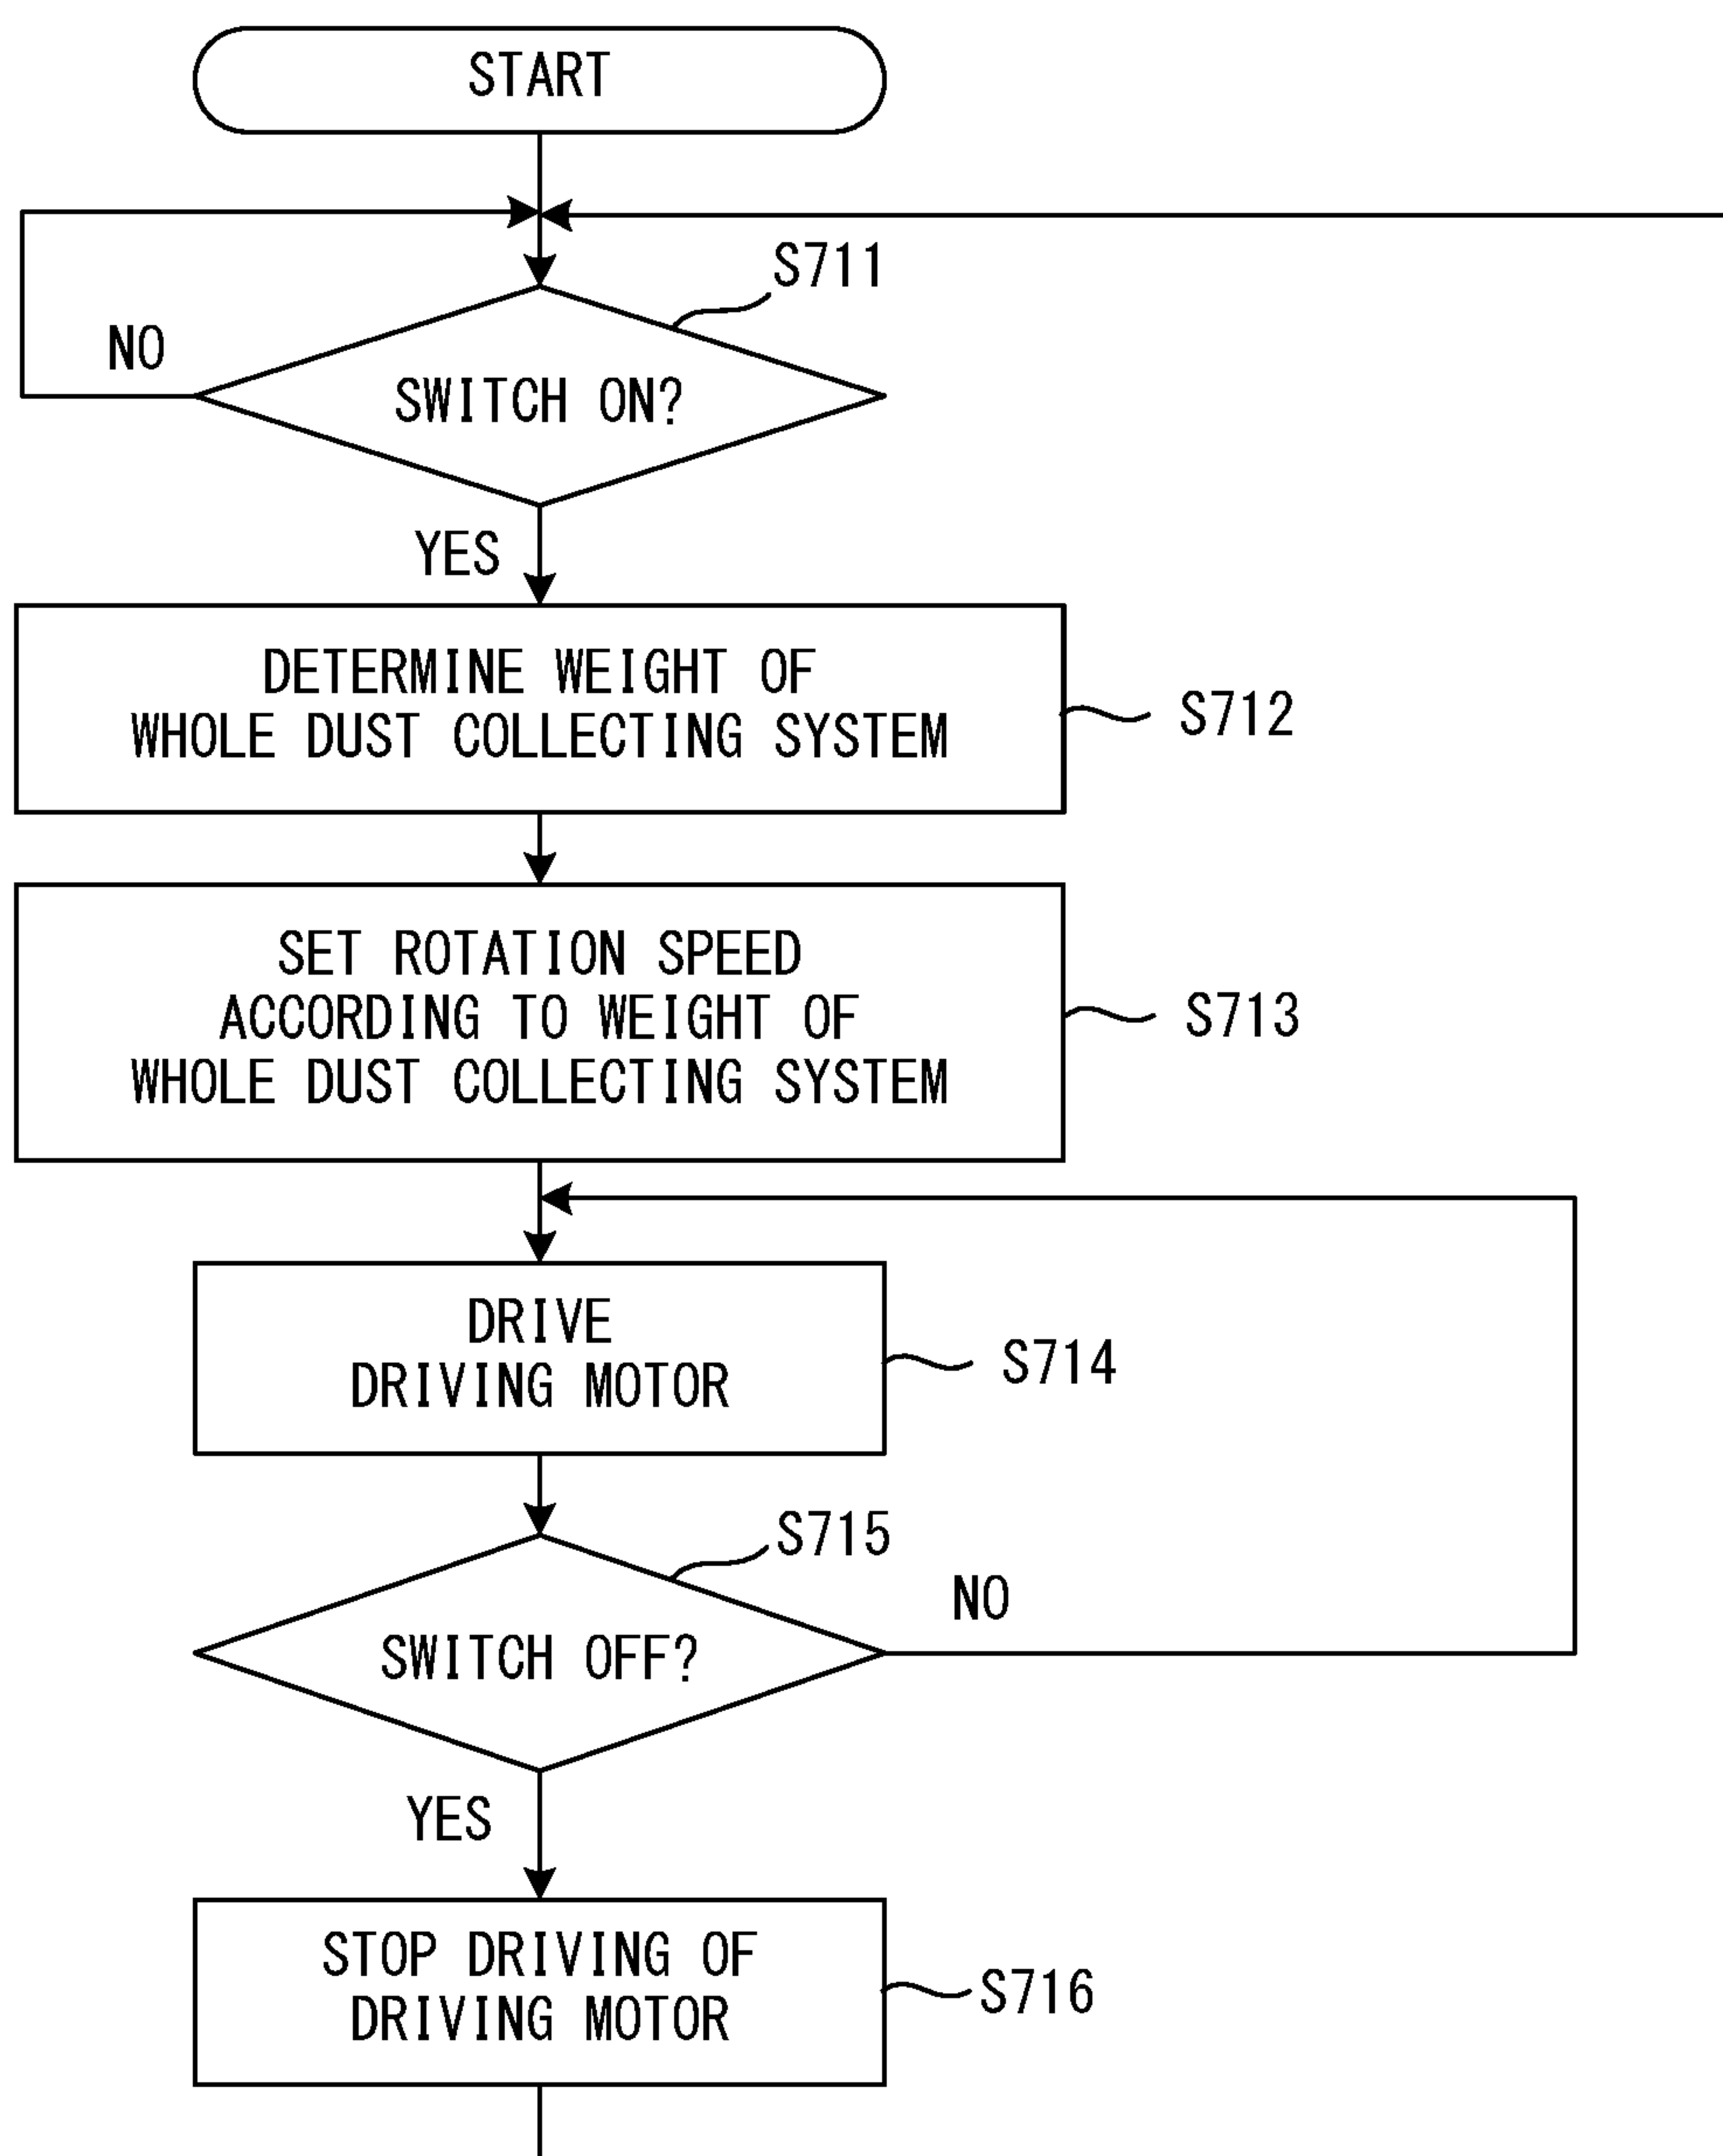 START
S711
NO
SWITCH ON?
YES
DETERMINE WEIGHT OF
WHOLE DUST COLLECTING SYSTEM
S712
SET ROTATION SPEED
ACCORDING TO WEIGHT OF
WHOLE DUST COLLECTING SYSTEM
S713
DRIVE
DRIVING MOTOR
S714
S715
NO
SWITCH OFF?
YES
STOP DRIVING OF
DRIVING MOTOR
S716